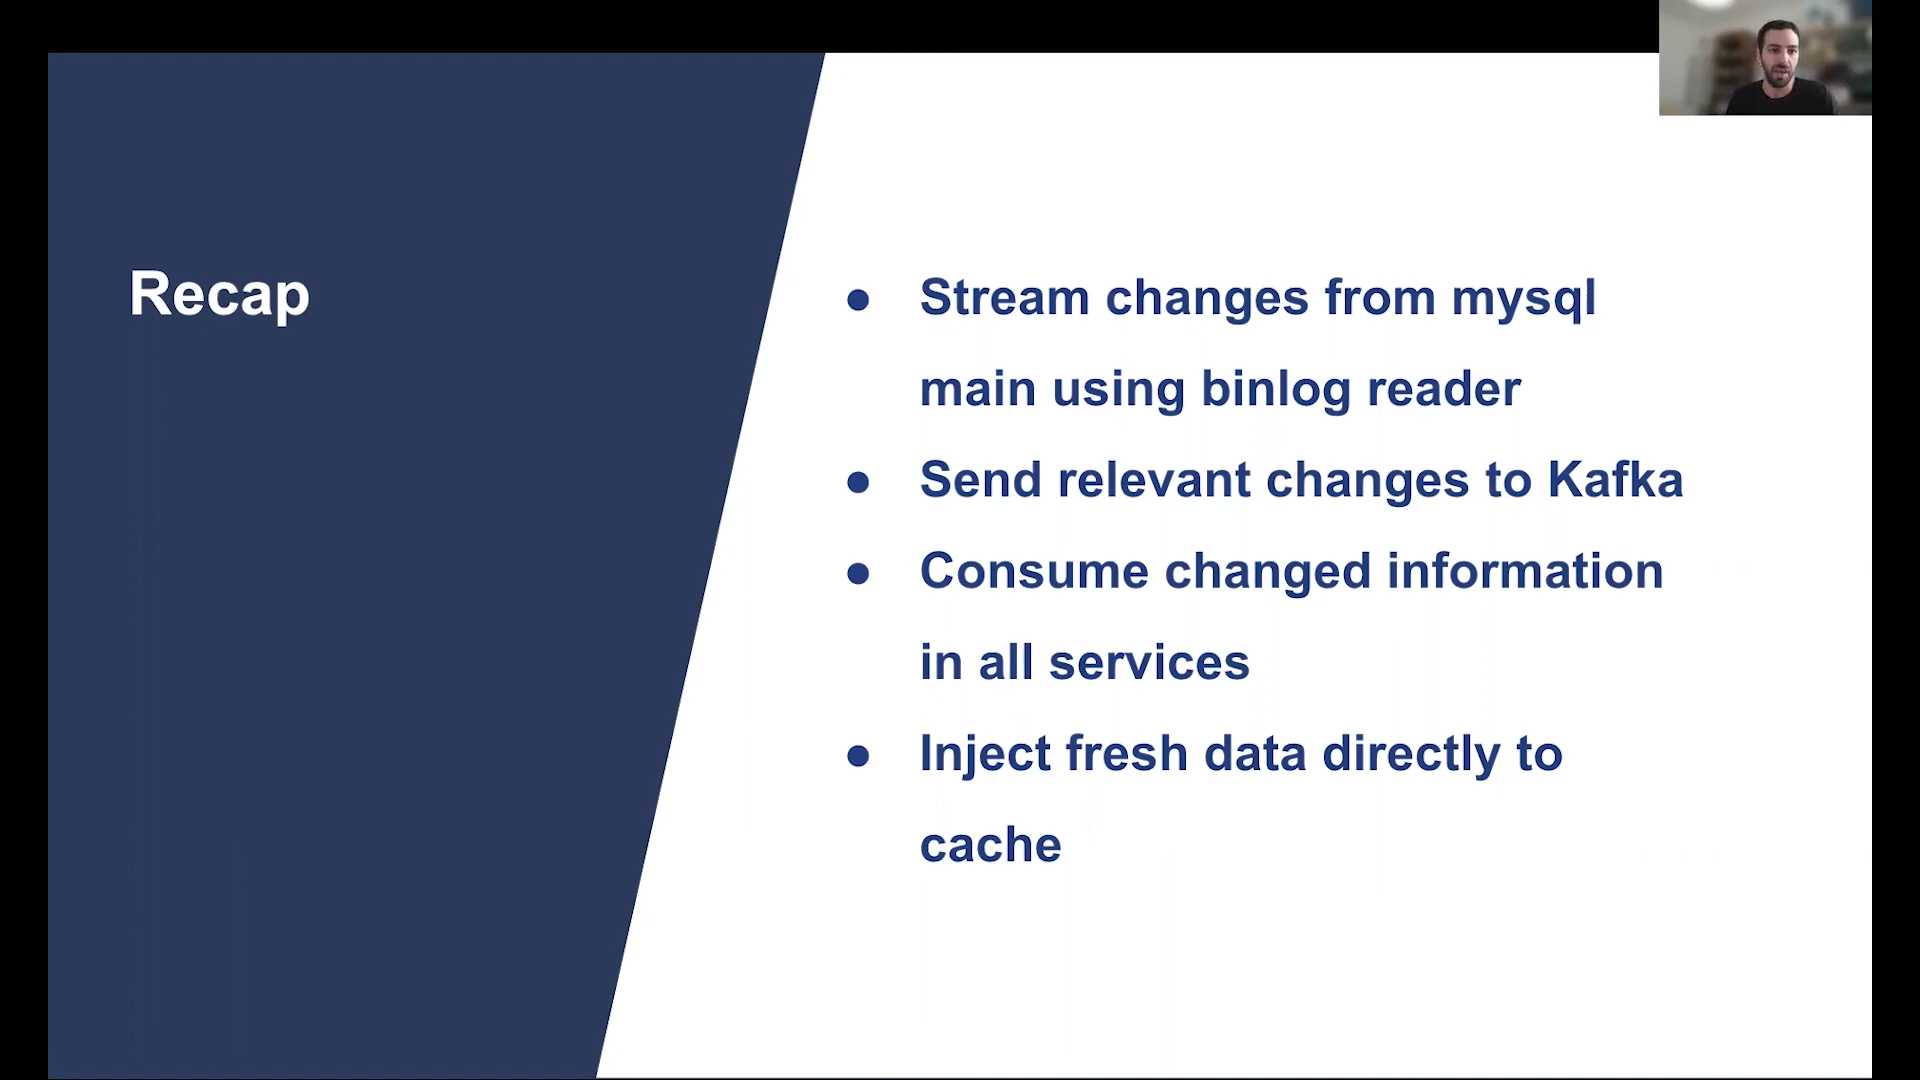 Recap
● Stream changes from mysql
main using binlog reader
● Send relevant changes to Kafka
● Consume changed information
in all services
● Inject fresh data directly to
cache